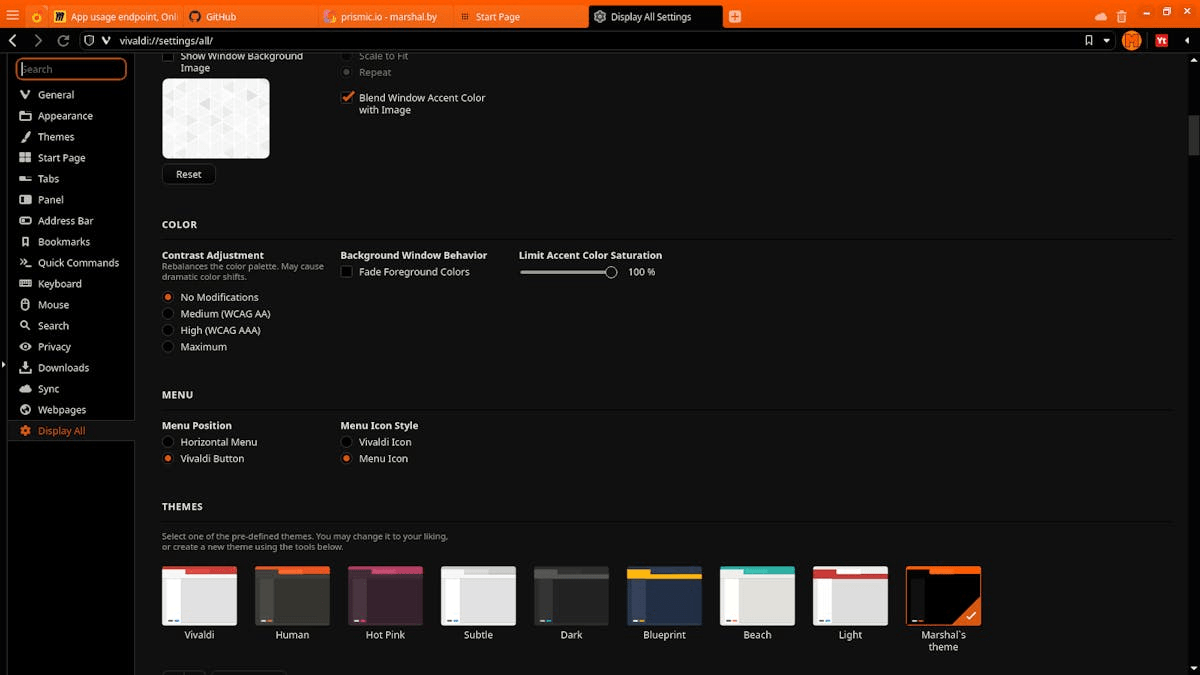 App usage endpoint, Onli
GitHub
prismic.io - marshal.by
Start Page
Display All Settings
vivaldi://settings/all/
Yt
Search
General
Appearance
Themes
Start Page
Tabs
Panel
Address Bar
Bookmarks
Quick Commands
Keyboard
Mouse
Search
Privacy
Downloads
Sync
Webpages
Display All
Show Window Background
Image
Scale to Fit
Repeat
Blend Window Accent Color
with Image
Reset
COLOR
Contrast Adjustment
Rebalances the color palette. May cause
dramatic color shifts.
No Modifications
Medium (WCAG AA)
High (WCAG AAA)
Maximum
Background Window Behavior
Fade Foreground Colors
Limit Accent Color Saturation
100 %
MENU
Menu Position
Horizontal Menu
Vivaldi Button
Menu Icon Style
Vivaldi Icon
Menu Icon
THEMES
Select one of the pre-defined themes. You may change it to your liking,
or create a new theme using the tools below.
Vivaldi
Human
Hot Pink
Subtle
Dark
Blueprint
Beach
Light
Marshal`s
theme